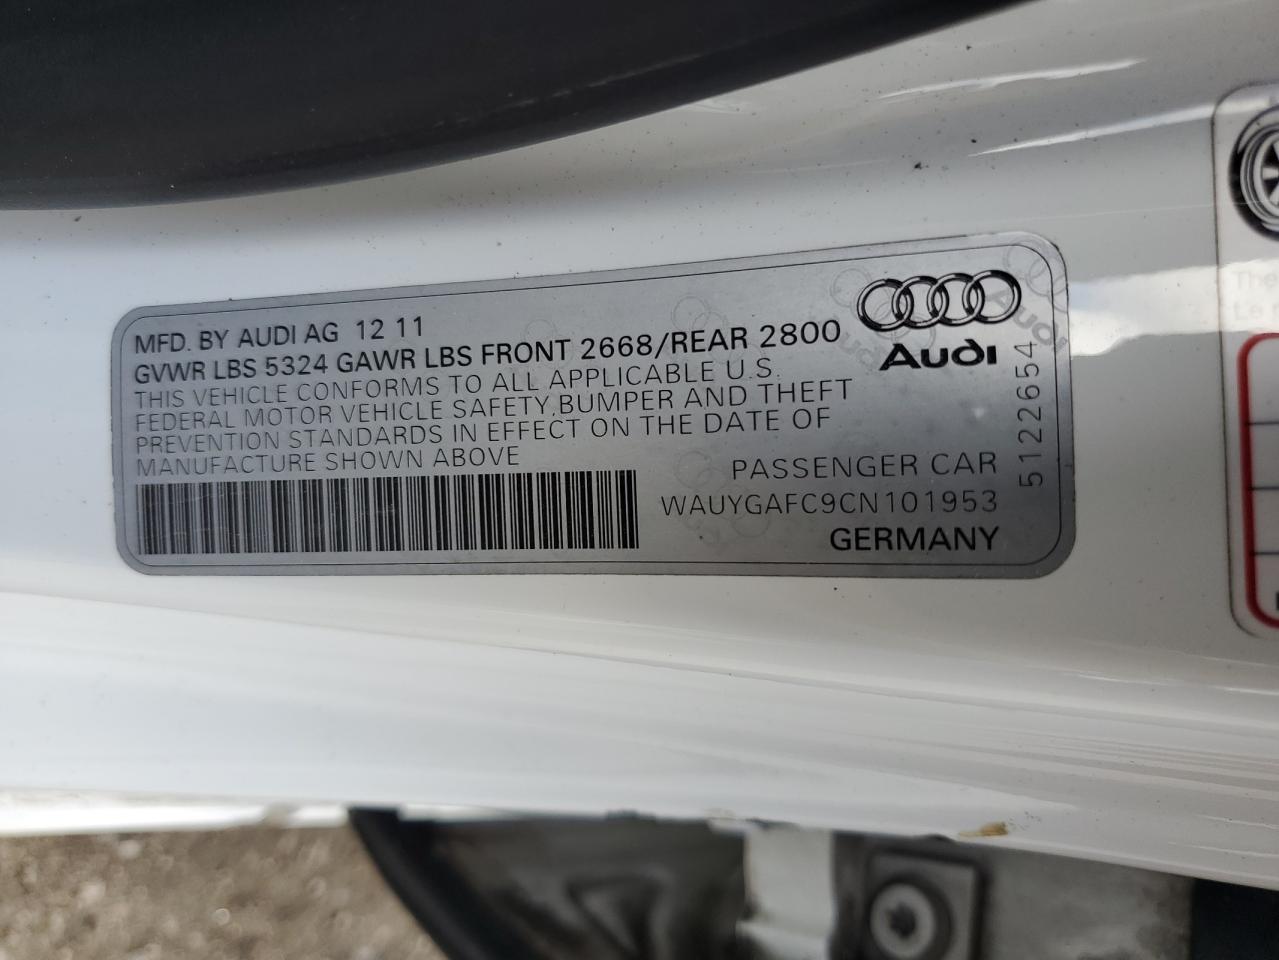 MFD. BY AUDI AG 12 11
GVWR LBS 5324 GAWR LBS FRONT 2668/REAR 2800
THIS VEHICLE CONFORMS TO ALL APPLICABLE U.S.
FEDERAL MOTOR VEHICLE SAFETY, BUMPER AND THEFT
PREVENTION STANDARDS IN EFFECT ON THE DATE OF
MANUFACTURE SHOWN ABOVE
Audi
PASSENGER CAR
WAUYGAFC9CN101953
GERMANY
5122654
The
Le